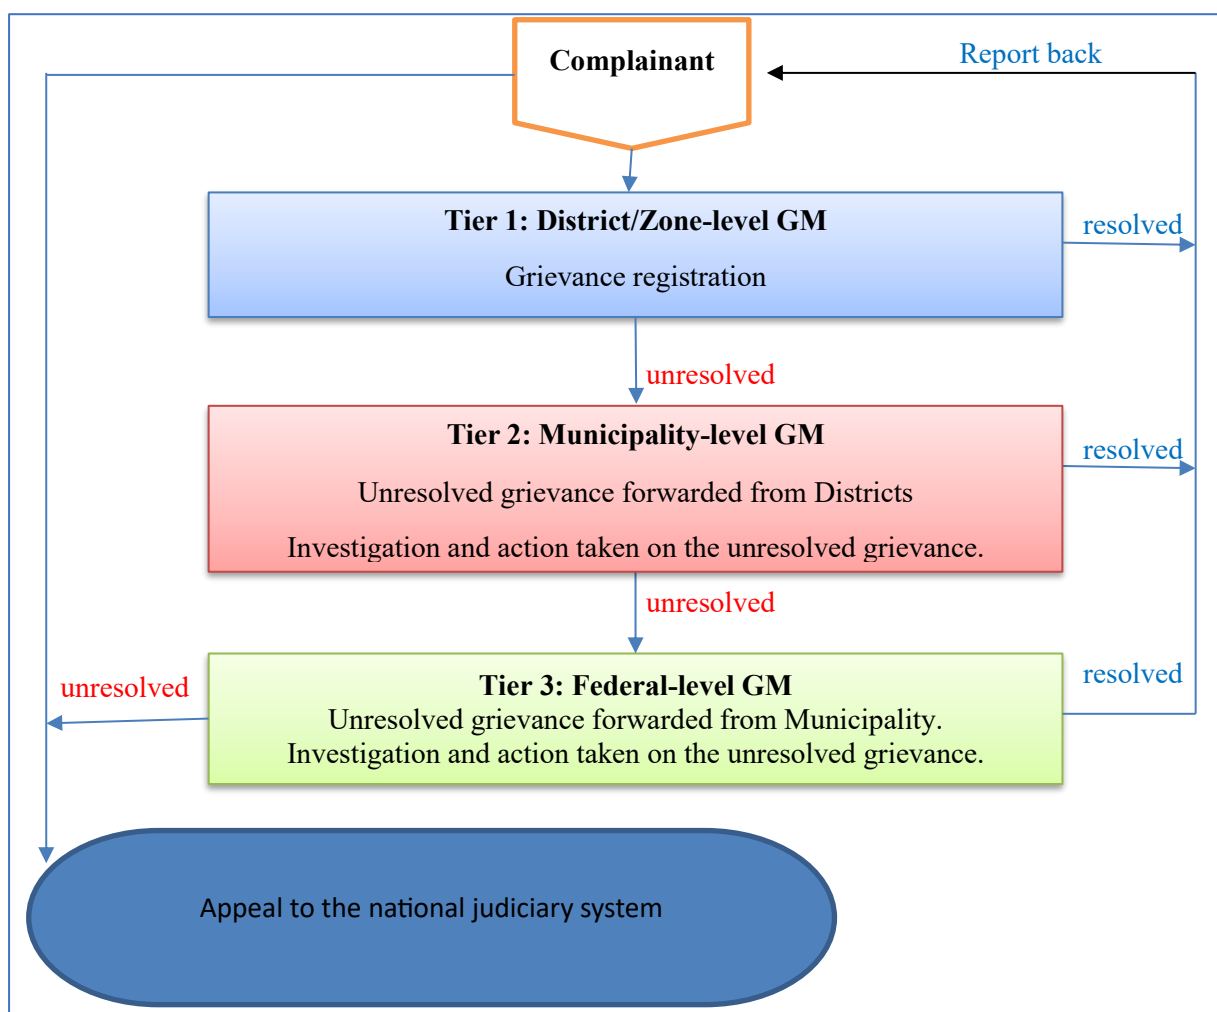 Complainant
Report back
Tier 1: District/Zone-level GM
resolved
Grievance registration
unresolved
Tier 2: Municipality-level GM
resolved
Unresolved grievance forwarded from Districts
Investigation and action taken on the unresolved grievance.
unresolved
unresolved
Tier 3: Federal-level GM
resolved
Unresolved grievance forwarded from Municipality.
Investigation and action taken on the unresolved grievance.
Appeal to the national judiciary system